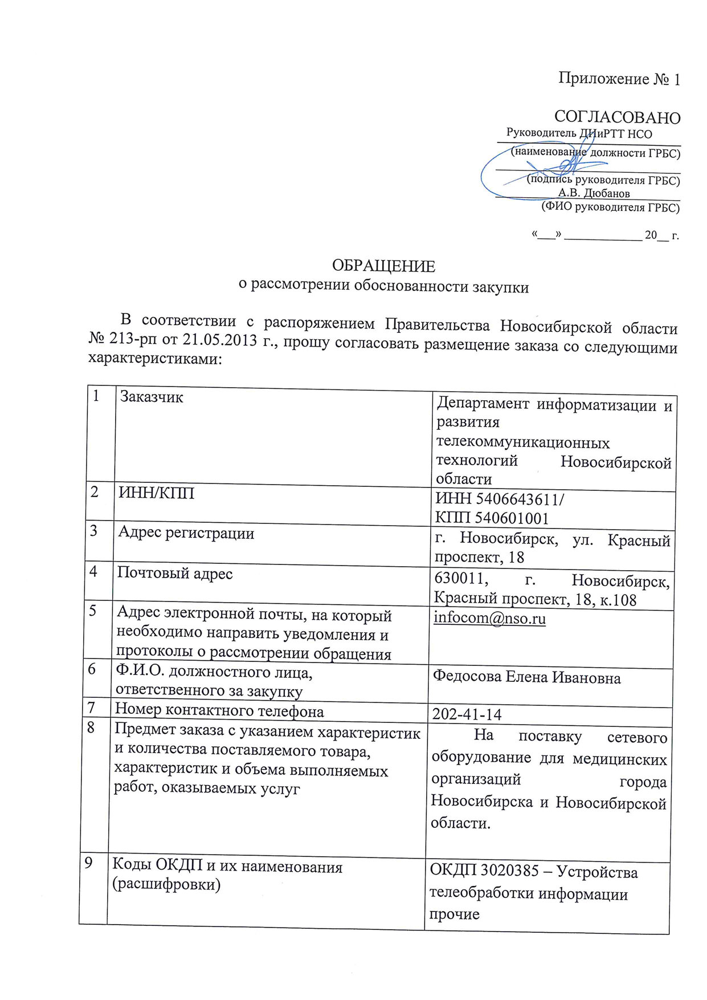 Приложение № 1
СОГЛАСОВАНО
Руководитель ДИиРТТ НСО
(наименование должности ГРБС)
(подпись руководителя ГРБС)
А.В. Дюбанов
(ФИО руководителя ГРБС)
«___» _____________ 20__ г.
ОБРАЩЕНИЕ
о рассмотрении обоснованности закупки
В соответствии с распоряжением Правительства Новосибирской области
№ 213-рп от 21.05.2013 г., прошу согласовать размещение заказа со следующими
характеристиками:
1 Заказчик
Департамент информатизации и
развития
телекоммуникационных
технологий Новосибирской
области
2 ИНН/КПП
ИНН 5406643611/
КПП 540601001
3 Адрес регистрации
г. Новосибирск, ул. Красный
проспект, 18
4 Почтовый адрес
630011, г. Новосибирск,
Красный проспект, 18, к.108
5 Адрес электронной почты, на который
необходимо направить уведомления и
протоколы о рассмотрении обращения
infocom@nso.ru
6 Ф.И.О. должностного лица,
ответственного за закупку
Федосова Елена Ивановна
7 Номер контактного телефона
202-41-14
8 Предмет заказа с указанием характеристик
и количества поставляемого товара,
характеристик и объема выполняемых
работ, оказываемых услуг
На поставку сетевого
оборудование для медицинских
организаций города
Новосибирска и Новосибирской
области.
9 Коды ОКДП и их наименования
(расшифровки)
ОКДП 3020385 – Устройства
телеобработки информации
прочие